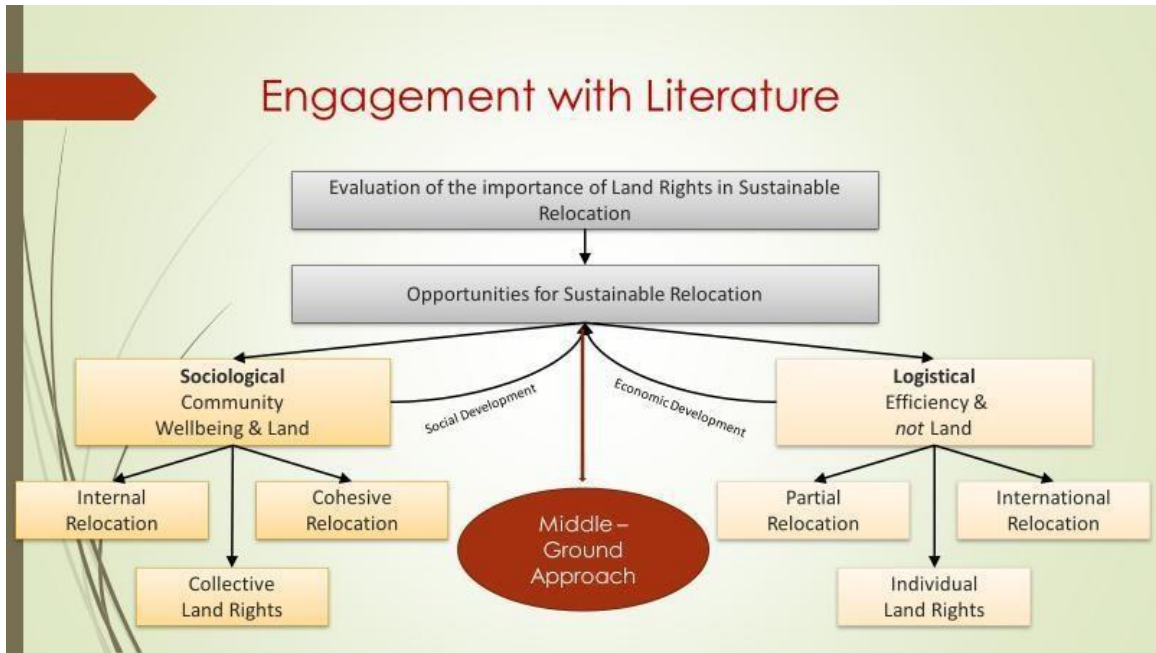 Engagement with Literature
Evaluation of the importance of Land Rights in Sustainable
Relocation
Opportunities for Sustainable Relocation
Sociological
Community
Wellbeing & Land
Social Development
Economic Development
Logistical
Efficiency &
not Land
Internal
Relocation
Cohesive
Relocation
Collective
Land Rights
Middle –
Ground
Approach
Partial
Relocation
International
Relocation
Individual
Land Rights